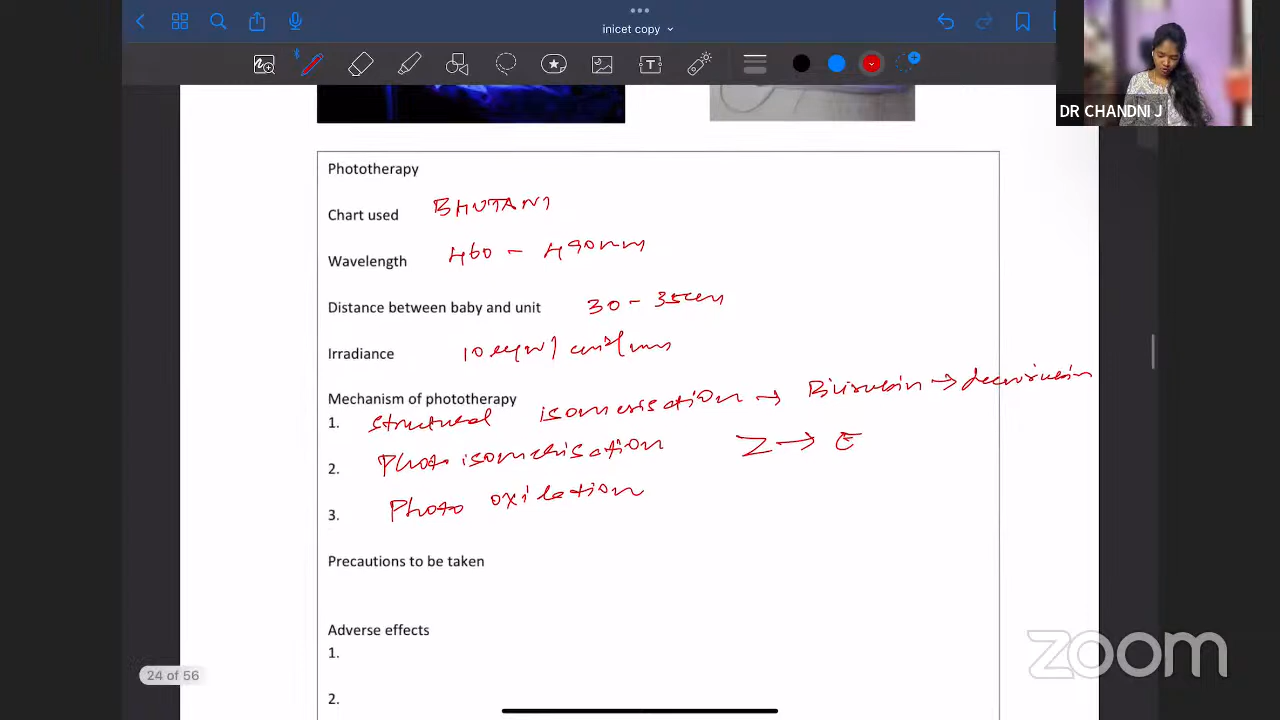 inicet copy
DR CHANDNI J
Phototherapy
Chart used BHUTANI
Wavelength 460 - 490nm
Distance between baby and unit 30 - 35cm
Irradiance
Mechanism of phototherapy
1. Structural isomerisation → Bilirubin →
2. Photo isomerisation Z → E
3. Photo oxidation
Precautions to be taken
Adverse effects
1.
2.
24 of 56
zoom